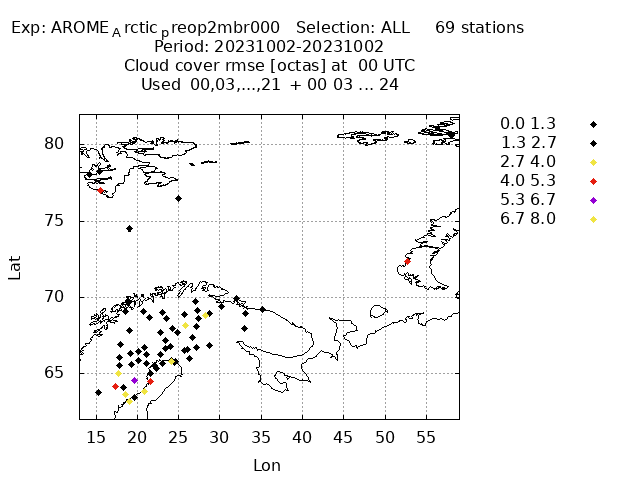 Exp: AROME_Arctic_preop2mbr000 Selection: ALL 69 stations
Period: 20231002-20231002
Cloud cover rmse [octas] at 00 UTC
Used 00,03,...,21 + 00 03 ... 24
0.0 1.3
1.3 2.7
2.7 4.0
4.0 5.3
5.3 6.7
6.7 8.0
80
75
70
65
Lat
15 20 25 30 35 40 45 50 55
Lon